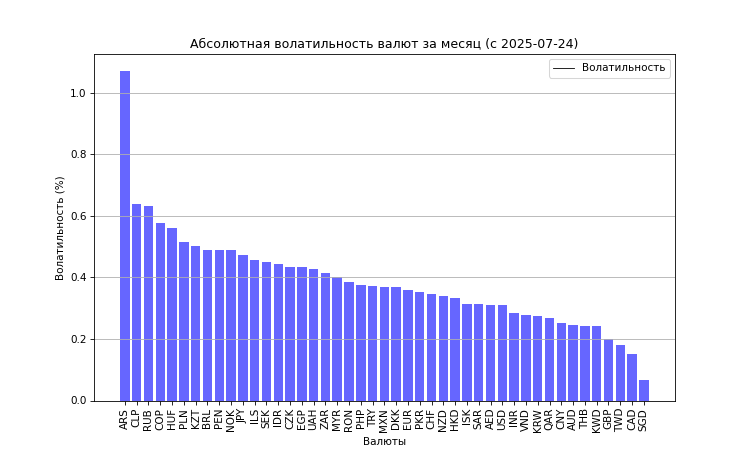 Абсолютная волатильность валют за месяц (с 2025-07-24)
Волатильность
Волатильность (%)
1.0
0.8
0.6
0.4
0.2
0.0
ARS CLP RUB COP HUF PLN KZT BRL PEN NOK JPY ILS SEK IDR CZK EGP UAH ZAR MYR RON PHP TRY MXN DKK EUR PKR CHF NZD HKD ISK SAR AED USD INR VND KRW QAR CNY AUD THB KWD GBP TWD CAD SGD
Валюты